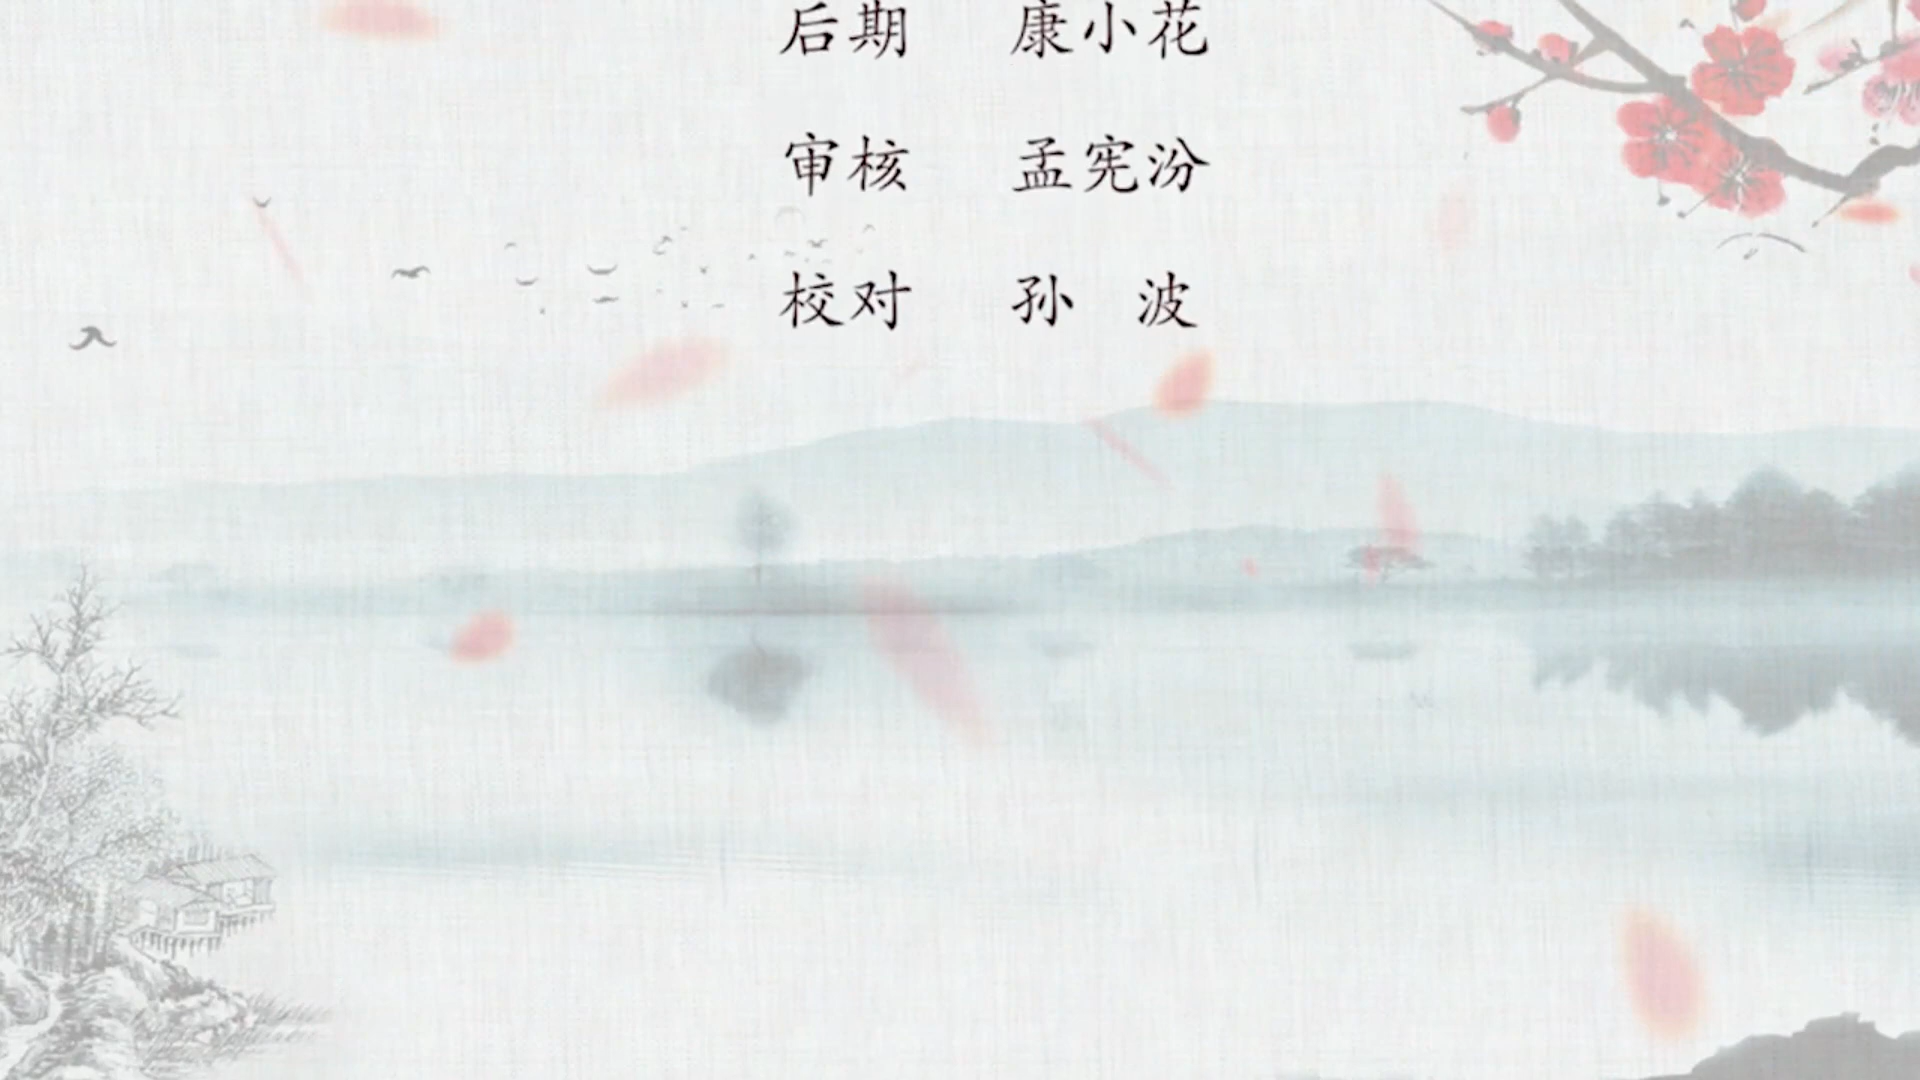 后期 康小花
审核 孟宪汾
校对 孙 波